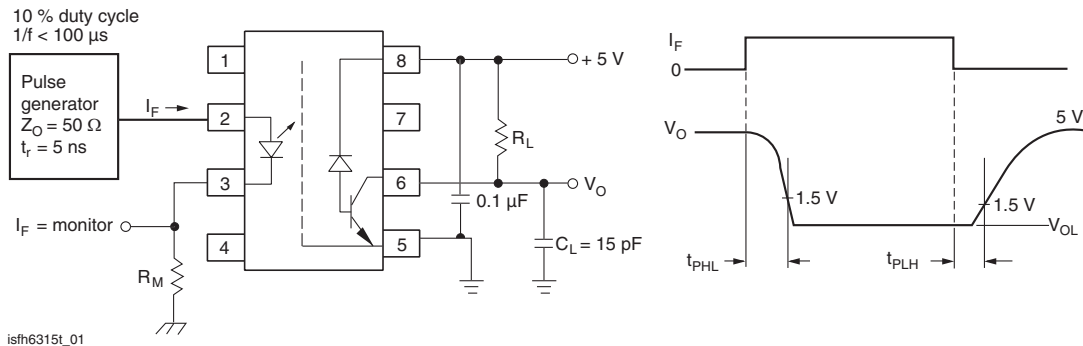 10 % duty cycle
1/f < 100 µs
Pulse
generator
Z_O = 50 Ω
t_r = 5 ns
I_F
1
2
3
4
8
7
6
5
+ 5 V
R_L
V_O
0.1 µF
C_L = 15 pF
I_F = monitor
R_M
isfh6315t_01
I_F
0
V_O
5 V
1.5 V
1.5 V
V_OL
t_PHL
t_PLH